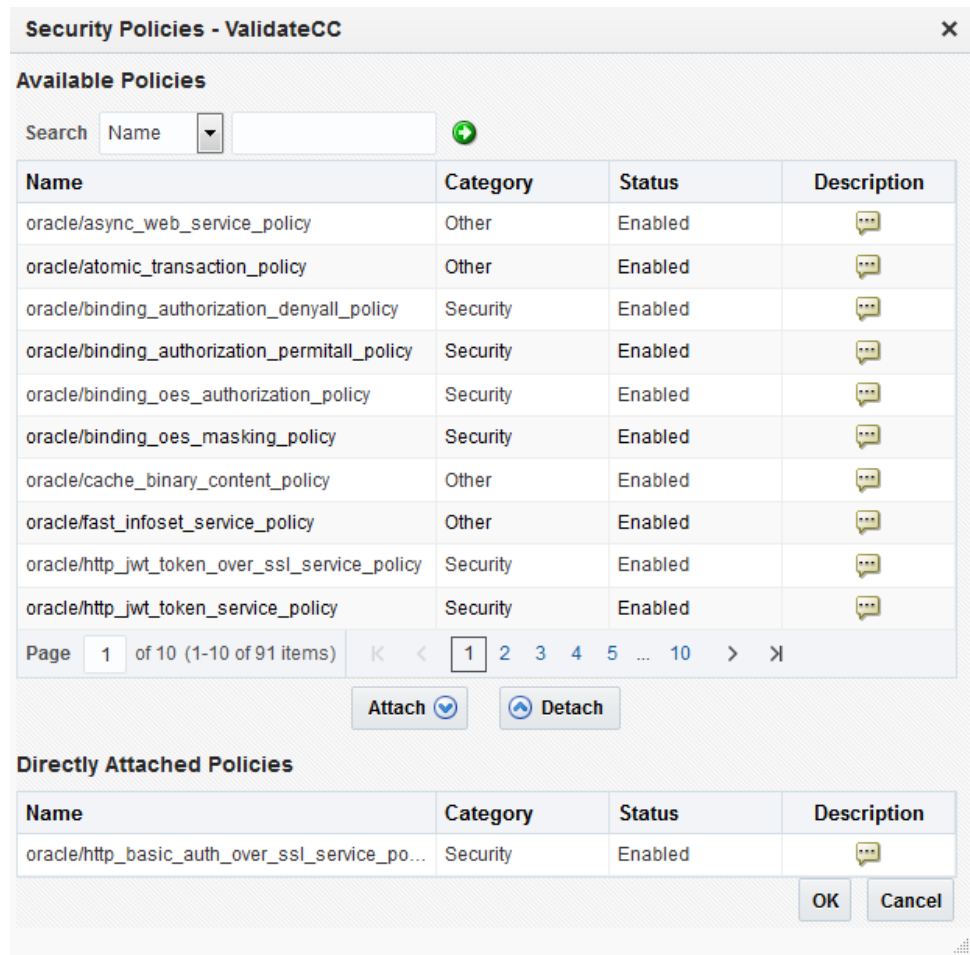 Security Policies - ValidateCC
Available Policies
Search Name
Name Category Status Description
oracle/async_web_service_policy Other Enabled
oracle/atomic_transaction_policy Other Enabled
oracle/binding_authorization_denyall_policy Security Enabled
oracle/binding_authorization_permitall_policy Security Enabled
oracle/binding_oes_authorization_policy Security Enabled
oracle/binding_oes_masking_policy Security Enabled
oracle/cache_binary_content_policy Other Enabled
oracle/fast_infoset_service_policy Other Enabled
oracle/http_jwt_token_over_ssl_service_policy Security Enabled
oracle/http_jwt_token_service_policy Security Enabled
Page 1 of 10 (1-10 of 91 items) 1 2 3 4 5 ... 10
Attach Detach
Directly Attached Policies
Name Category Status Description
oracle/http_basic_auth_over_ssl_service_po... Security Enabled
OK Cancel